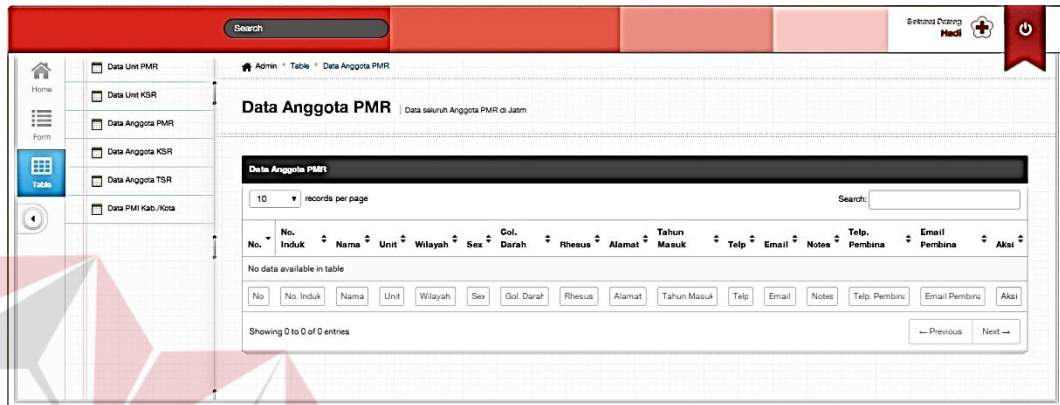 Search
Selamat Datang
Hadi
Home
Form
Table
Data Unit PMR
Data Unit KSR
Data Anggota PMR
Data Anggota KSR
Data Anggota TSR
Data PMI Kab./Kota
Admin Table Data Anggota PMR
Data Anggota PMR | Data seluruh Anggota PMR di Jatim
Data Anggota PMR
10 records per page Search:
No. No. Induk Nama Unit Wilayah Sex Gol. Darah Rhesus Alamat Tahun Masuk Telp Email Notes Telp. Pembina Email Pembina Aksi
No data available in table
No No. Induk Nama Unit Wilayah Sex Gol. Darah Rhesus Alamat Tahun Masuk Telp Email Notes Telp. Pembina Email Pembina Aksi
Showing 0 to 0 of 0 entries
← Previous Next →